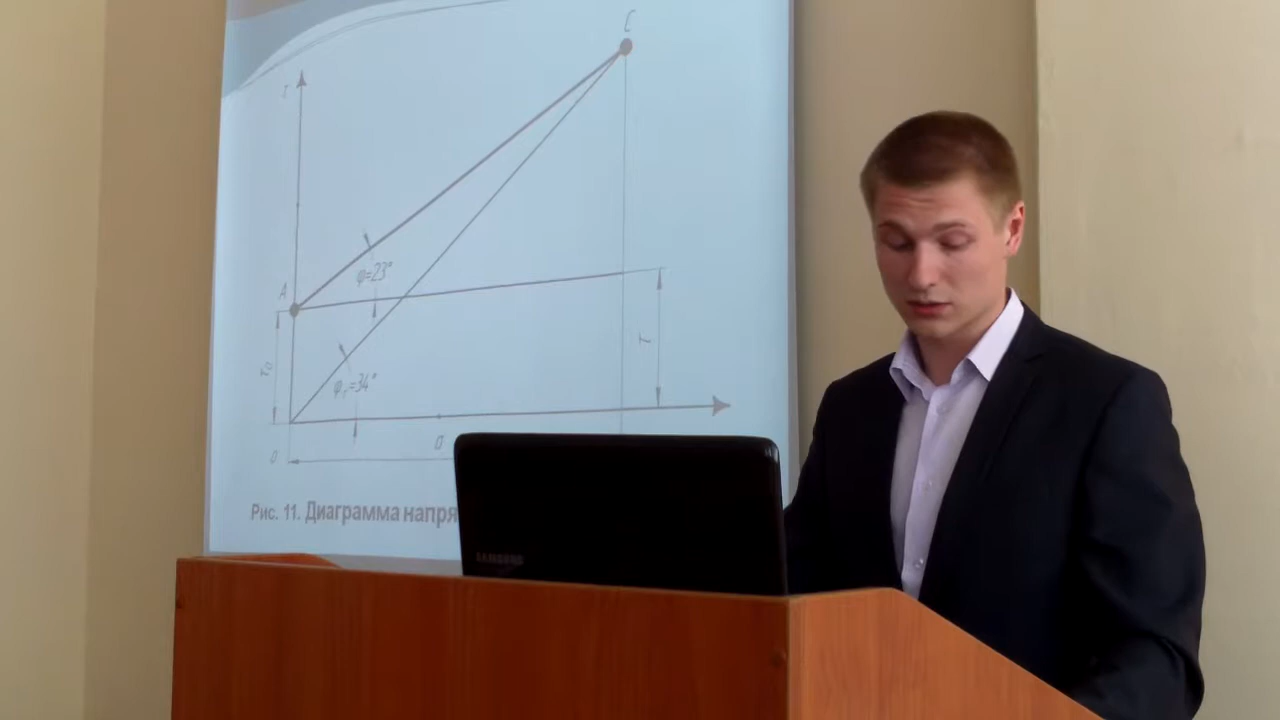 C
τ
φ=23°
A
τ
τ₀
φ₁=34°
σ
0
Рис. 11. Диаграмма напря
SAMSUNG